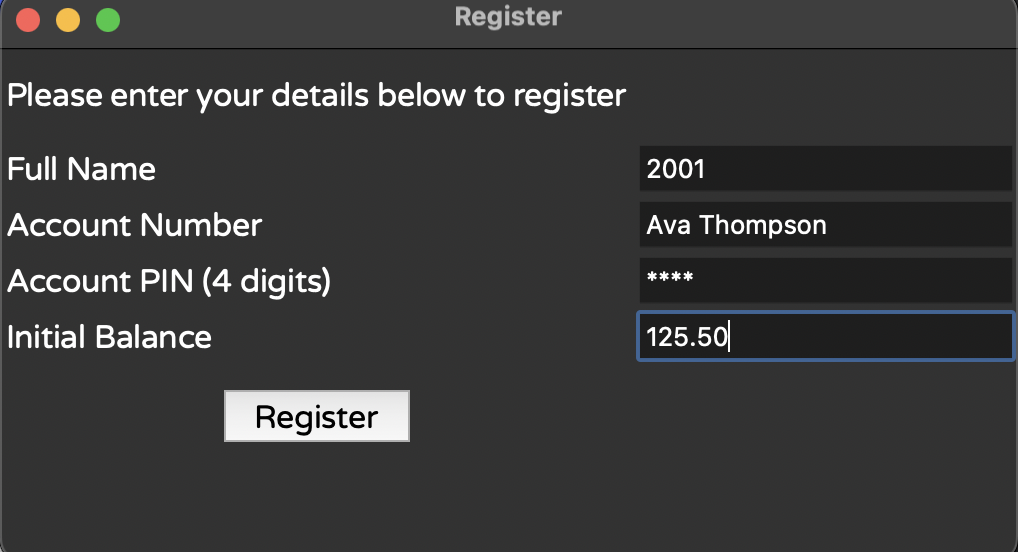 Register
Please enter your details below to register
Full Name 2001
Account Number Ava Thompson
Account PIN (4 digits) ****
Initial Balance 125.50
Register